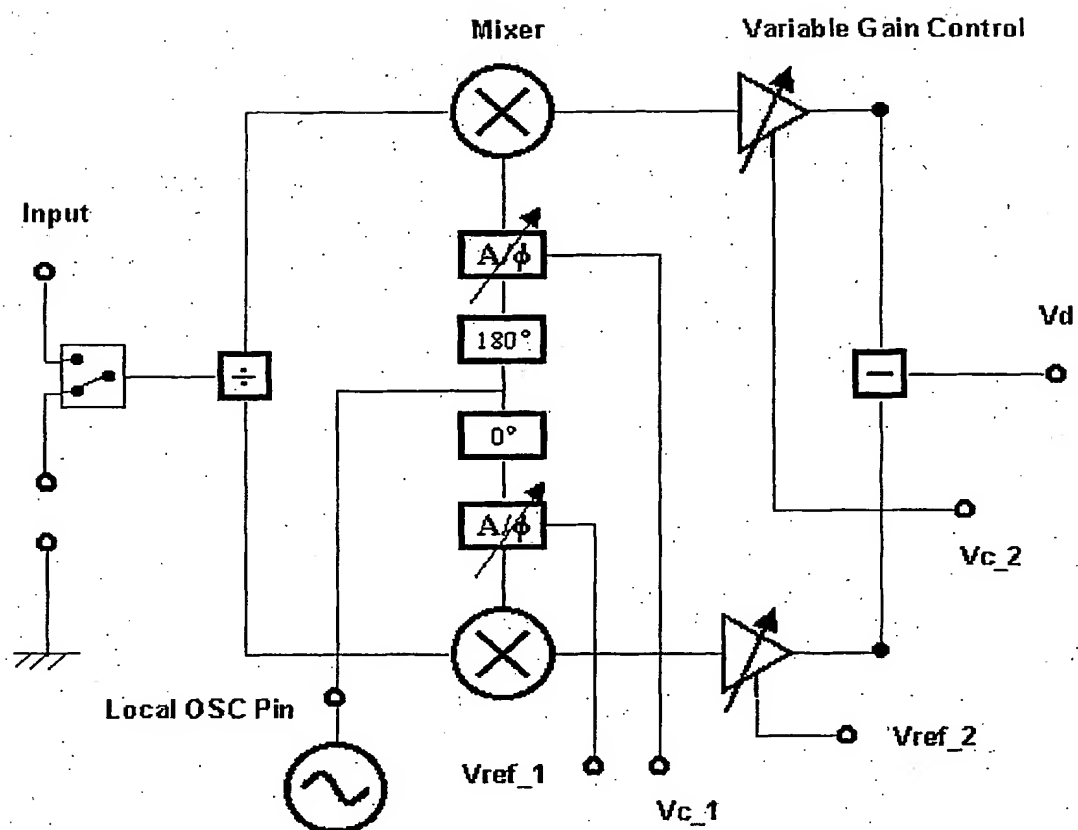 Mixer
Variable Gain Control
Input
A/ϕ
180°
Vd
÷
−
0°
A/ϕ
Vc_2
Local OSC Pin
Vref_2
Vref_1
Vc_1